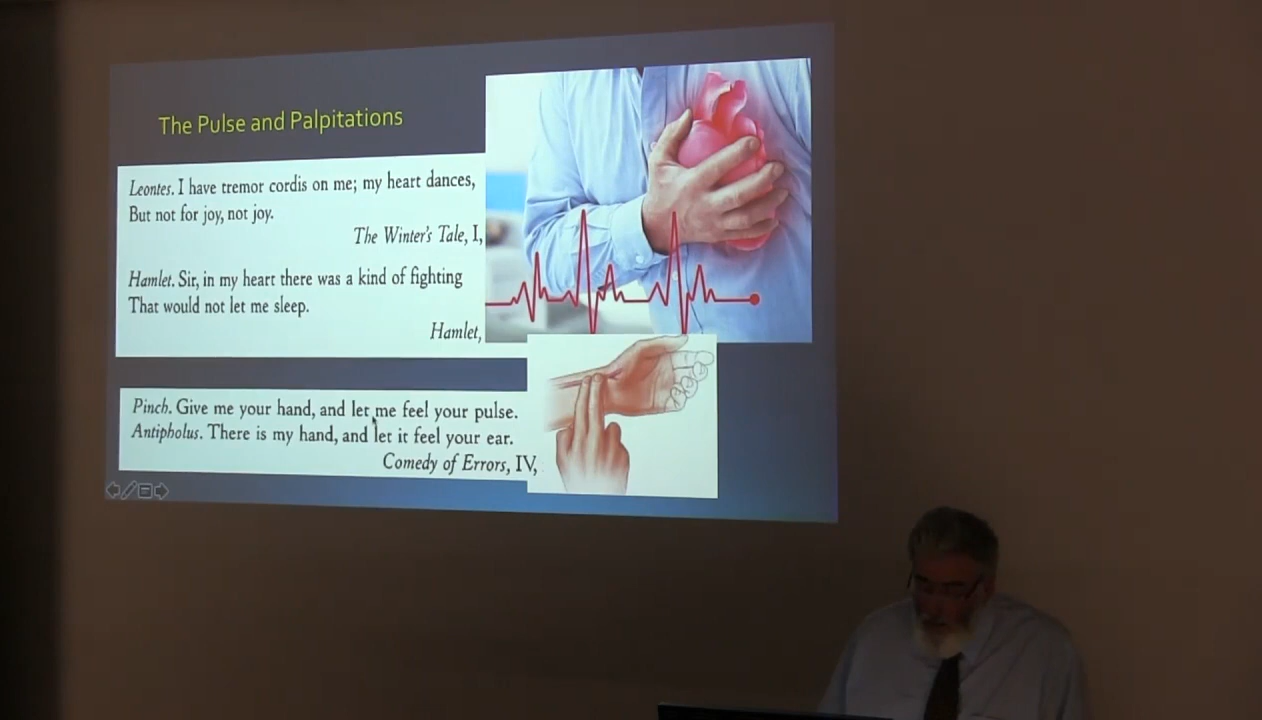 The Pulse and Palpitations
Leontes. I have tremor cordis on me; my heart dances,
But not for joy, not joy.
The Winter's Tale, I,
Hamlet. Sir, in my heart there was a kind of fighting
That would not let me sleep.
Hamlet,
Pinch. Give me your hand, and let me feel your pulse.
Antipholus. There is my hand, and let it feel your ear.
Comedy of Errors, IV,